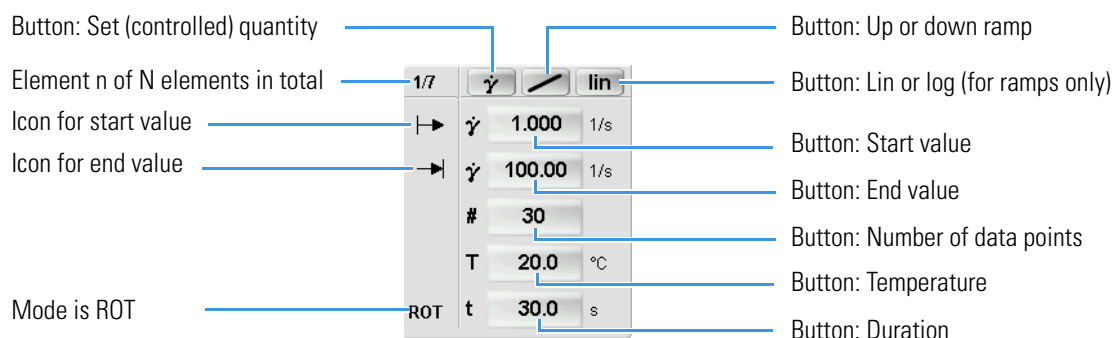 Button: Set (controlled) quantity
Button: Up or down ramp
Element n of N elements in total
1/7 γ̇ lin
Button: Lin or log (for ramps only)
Icon for start value
γ̇ 1.000 1/s
Button: Start value
Icon for end value
γ̇ 100.00 1/s
Button: End value
# 30
Button: Number of data points
T 20.0 °C
Button: Temperature
Mode is ROT
ROT t 30.0 s
Button: Duration